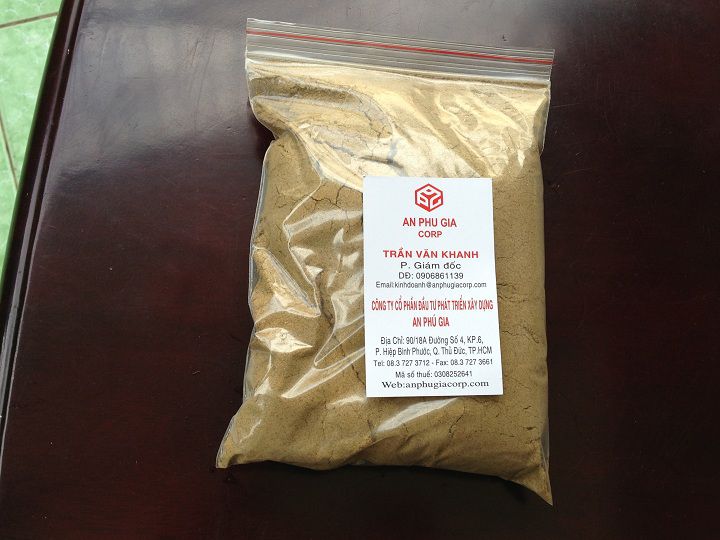 AN PHU GIA
CORP
TRẦN VĂN KHANH
P. Giám đốc
DĐ: 0906861139
Email:kinhdoanh@anphugiacorp.com
CÔNG TY CỔ PHẦN ĐẦU TƯ PHÁT TRIỂN XÂY DỰNG
AN PHÚ GIA
Địa Chỉ: 90/18A Đường Số 4, KP.6,
P. Hiệp Bình Phước, Q. Thủ Đức, TP.HCM
Tel: 08.3 727 3712 - Fax: 08.3 727 3661
Mã số thuế: 0308252641
Web:anphugiacorp.com